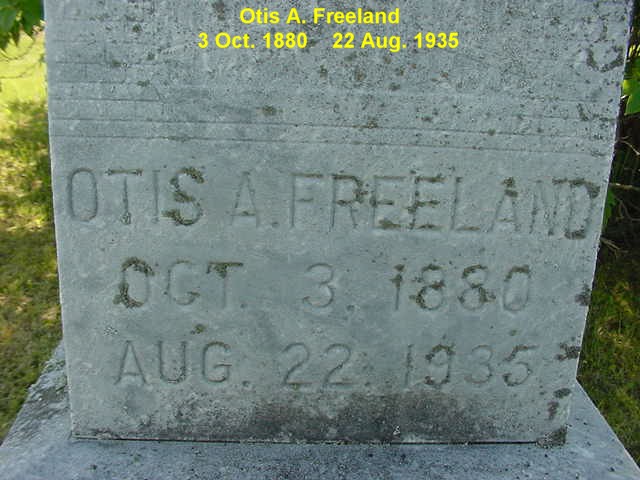 Otis A. Freeland
3 Oct. 1880 22 Aug. 1935
OTIS A. FREELAND
OCT. 3, 1880
AUG. 22, 1935